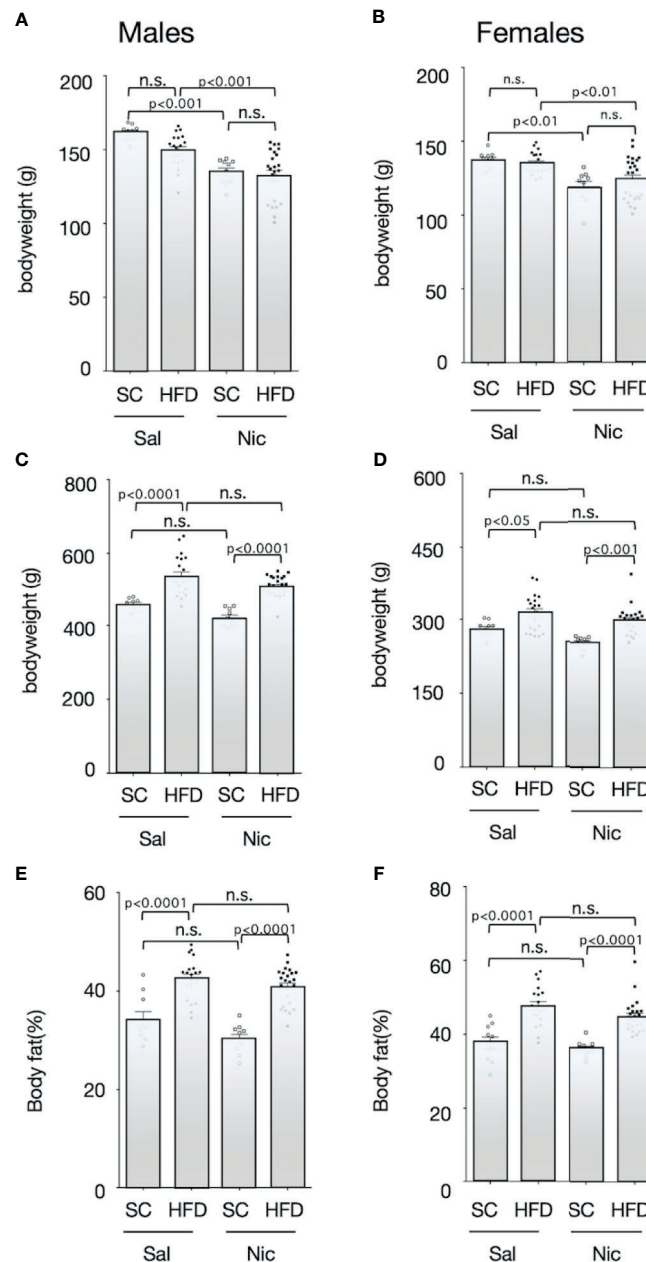 A
Males
B
Females
200
150
100
50
0
bodyweight (g)
n.s.
p<0.001
p<0.001
n.s.
SC HFD SC HFD
Sal Nic
200
150
100
50
0
bodyweight (g)
n.s.
p<0.01
p<0.01
n.s.
SC HFD SC HFD
Sal Nic
C
800
600
400
200
0
bodyweight (g)
p<0.0001
n.s.
n.s.
p<0.0001
SC HFD SC HFD
Sal Nic
D
600
450
300
150
0
bodyweight (g)
n.s.
p<0.05
n.s.
p<0.001
SC HFD SC HFD
Sal Nic
E
60
40
20
0
Body fat(%)
p<0.0001
n.s.
n.s.
p<0.0001
SC HFD SC HFD
Sal Nic
F
80
60
40
20
0
Body fat(%)
p<0.0001
n.s.
n.s.
p<0.0001
SC HFD SC HFD
Sal Nic